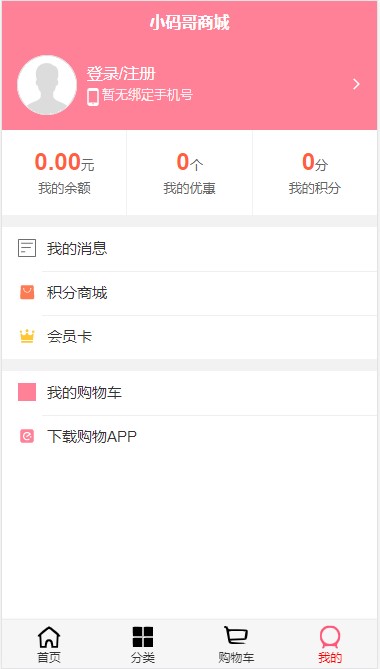 小码哥商城
登录/注册
暂无绑定手机号
0.00元 0个 0分
我的余额 我的优惠 我的积分
我的消息
积分商城
会员卡
我的购物车
下载购物APP
首页 分类 购物车 我的